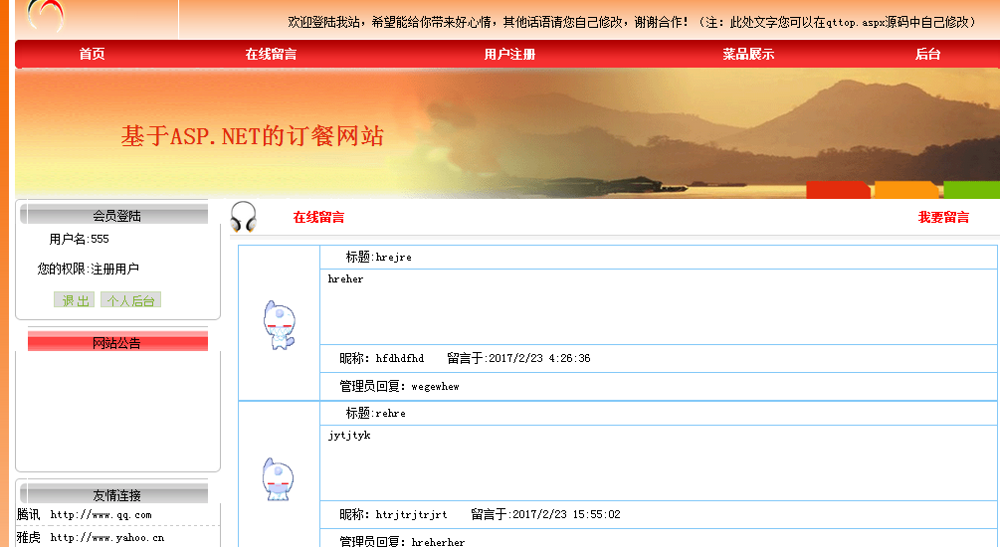 欢迎登陆我站，希望能给你带来好心情，其他话语请您自己修改，谢谢合作！（注：此处文字您可以在qttop.aspx源码中自己修改）
首页 在线留言 用户注册 菜品展示 后台
基于ASP.NET的订餐网站
会员登陆
用户名:555
您的权限:注册用户
退出 个人后台
网站公告
友情连接
腾讯 http://www.qq.com
雅虎 http://www.yahoo.cn
在线留言 我要留言
标题:hrejre
hreher
昵称：hfdhdfhd 留言于:2017/2/23 4:26:36
管理员回复：wegewhew
标题:rehre
jytjtyk
昵称：htrjtrjtrjrt 留言于:2017/2/23 15:55:02
管理员回复：hreherher